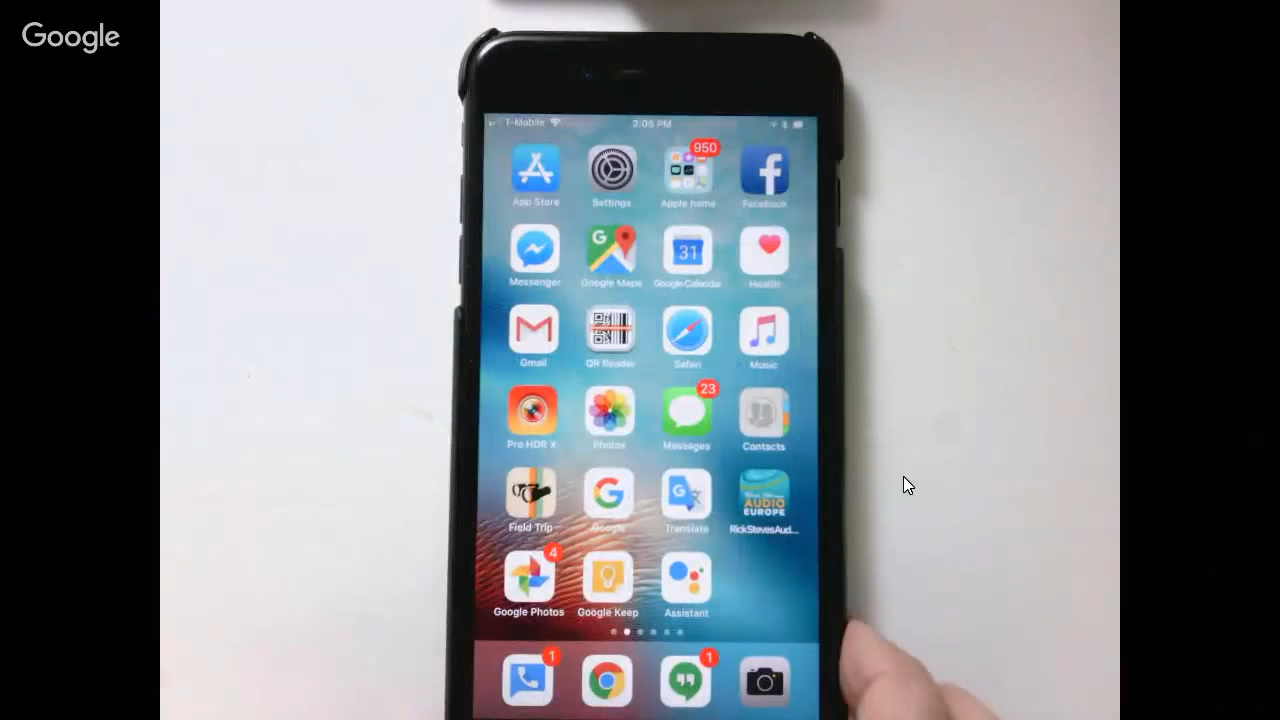 Google
T-Mobile 2:05 PM
950
App Store Settings Apple home Facebook
G 31
Messenger Google Maps Google Calendar Health
Gmail QR Reader Safari Music
23
Pro HDR X Photos Messages Contacts
G G AUDIO EUROPE
Field Trip Google Translate RickStevesAud...
4
Google Photos Google Keep Assistant
1 1